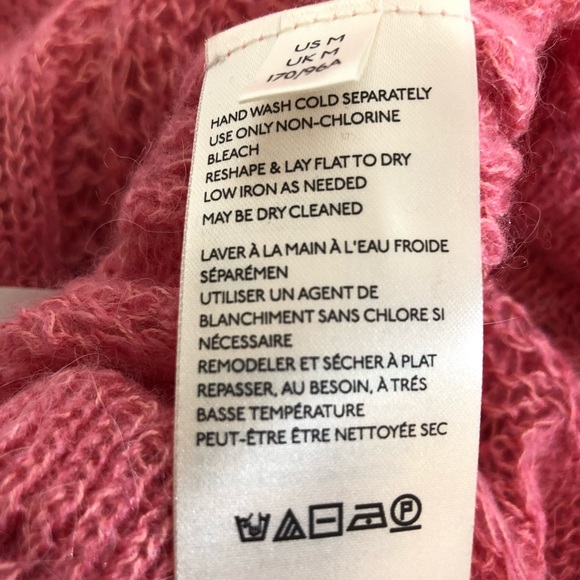 US M
UK M
170/96A
HAND WASH COLD SEPARATELY
USE ONLY NON-CHLORINE
BLEACH
RESHAPE & LAY FLAT TO DRY
LOW IRON AS NEEDED
MAY BE DRY CLEANED
LAVER À LA MAIN À L'EAU FROIDE
SÉPARÉMEN
UTILISER UN AGENT DE
BLANCHIMENT SANS CHLORE SI
NÉCESSAIRE
REMODELER ET SÉCHER À PLAT
REPASSER, AU BESOIN, À TRÉS
BASSE TEMPÉRATURE
PEUT-ÊTRE ÊTRE NETTOYÉE SEC
P